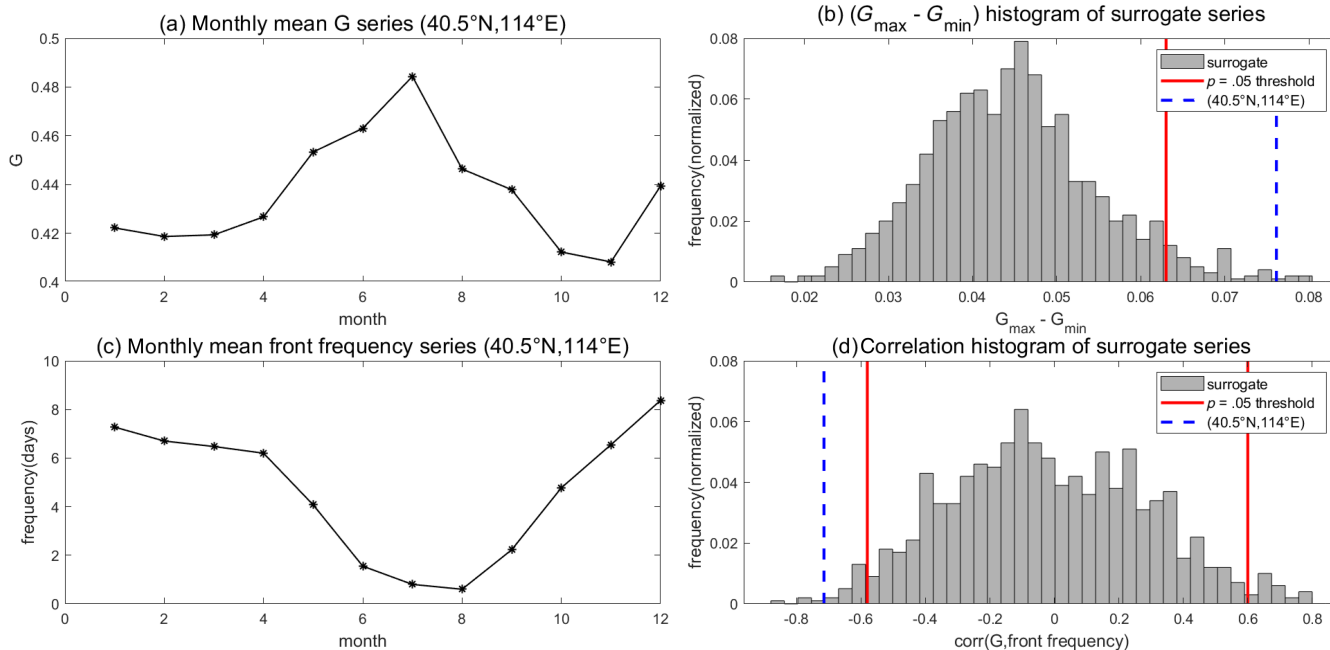 (a) Monthly mean G series (40.5°N,114°E)
0.5
0.48
0.46
0.44
0.42
0.4
G
0
2
4
6
8
10
12
month
(b) (Gmax - Gmin) histogram of surrogate series
0.08
0.06
0.04
0.02
0
frequency(normalized)
surrogate
p = .05 threshold
(40.5°N,114°E)
0.02
0.03
0.04
0.05
0.06
0.07
0.08
Gmax - Gmin
(c) Monthly mean front frequency series (40.5°N,114°E)
10
8
6
4
2
0
frequency(days)
0
2
4
6
8
10
12
month
(d)Correlation histogram of surrogate series
0.08
0.06
0.04
0.02
0
frequency(normalized)
surrogate
p = .05 threshold
(40.5°N,114°E)
-0.8
-0.6
-0.4
-0.2
0
0.2
0.4
0.6
0.8
corr(G,front frequency)